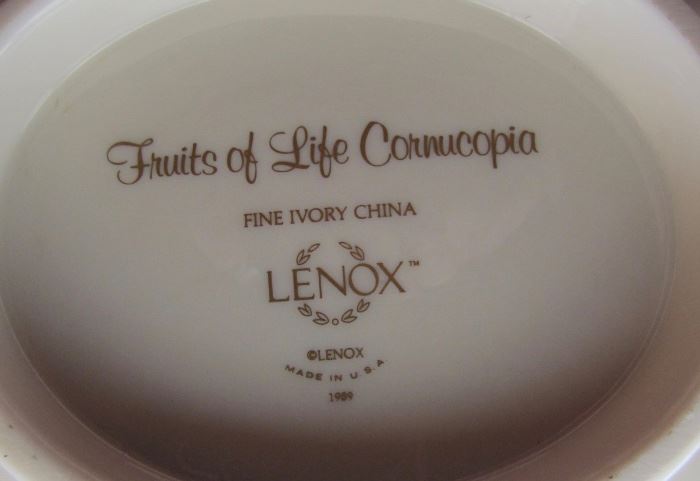 Fruits of Life Cornucopia
FINE IVORY CHINA
LENOX™
©LENOX
MADE IN U.S.A.
1989